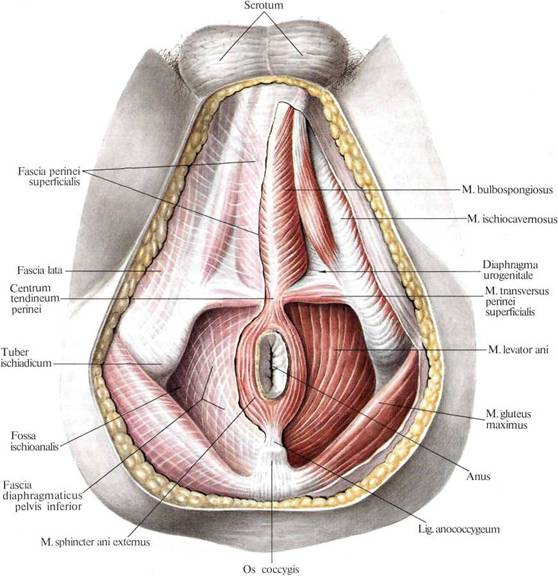 Scrotum
Fascia perinei
superficialis
Fascia lata
Centrum
tendineum
perinei
Tuber
ischiadicum
Fossa
ischioanalis
Fascia
diaphragmaticus
pelvis inferior
M. sphincter ani externus
Os coccygis
M. bulbospongiosus
M. ischiocavernosus
Diaphragma
urogenitale
M. transversus
perinei
superficialis
M. levator ani
M. gluteus
maximus
Anus
Lig. anococcygeum